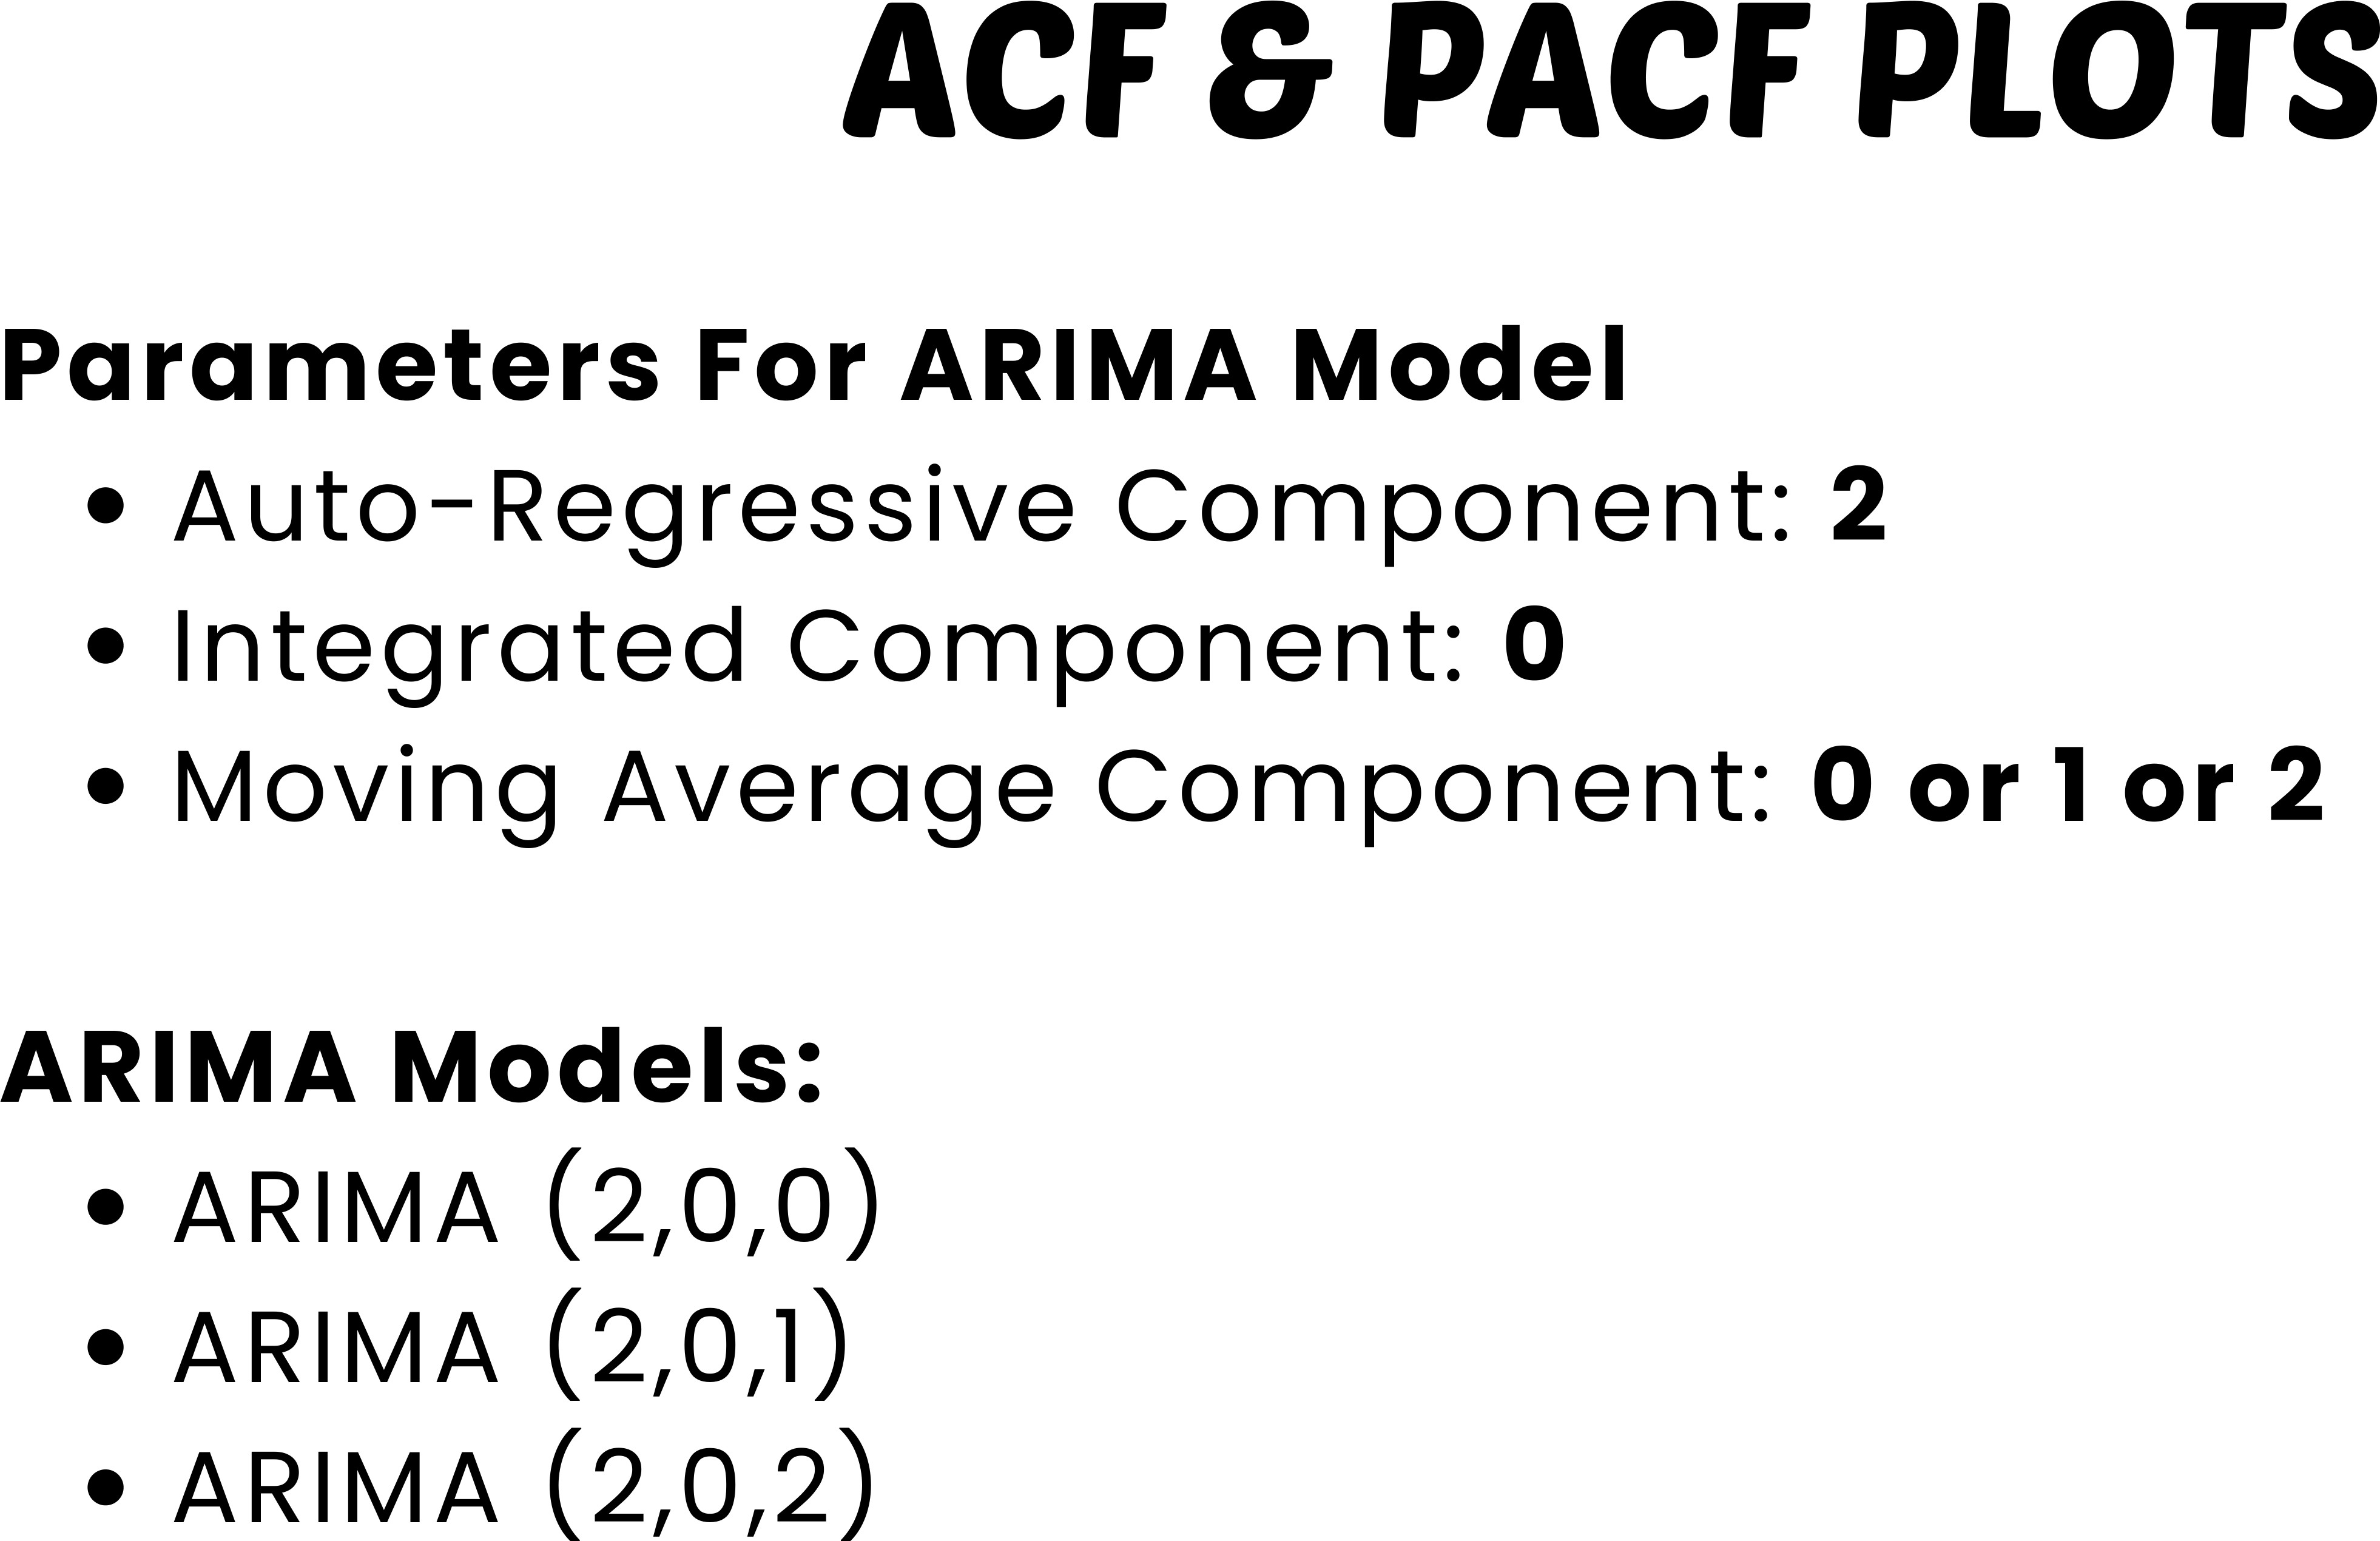 ACF & PACF PLOTS
Parameters For ARIMA Model
• Auto-Regressive Component: 2
• Integrated Component: 0
• Moving Average Component: 0 or 1 or 2
ARIMA Models:
• ARIMA (2,0,0)
• ARIMA (2,0,1)
• ARIMA (2,0,2)